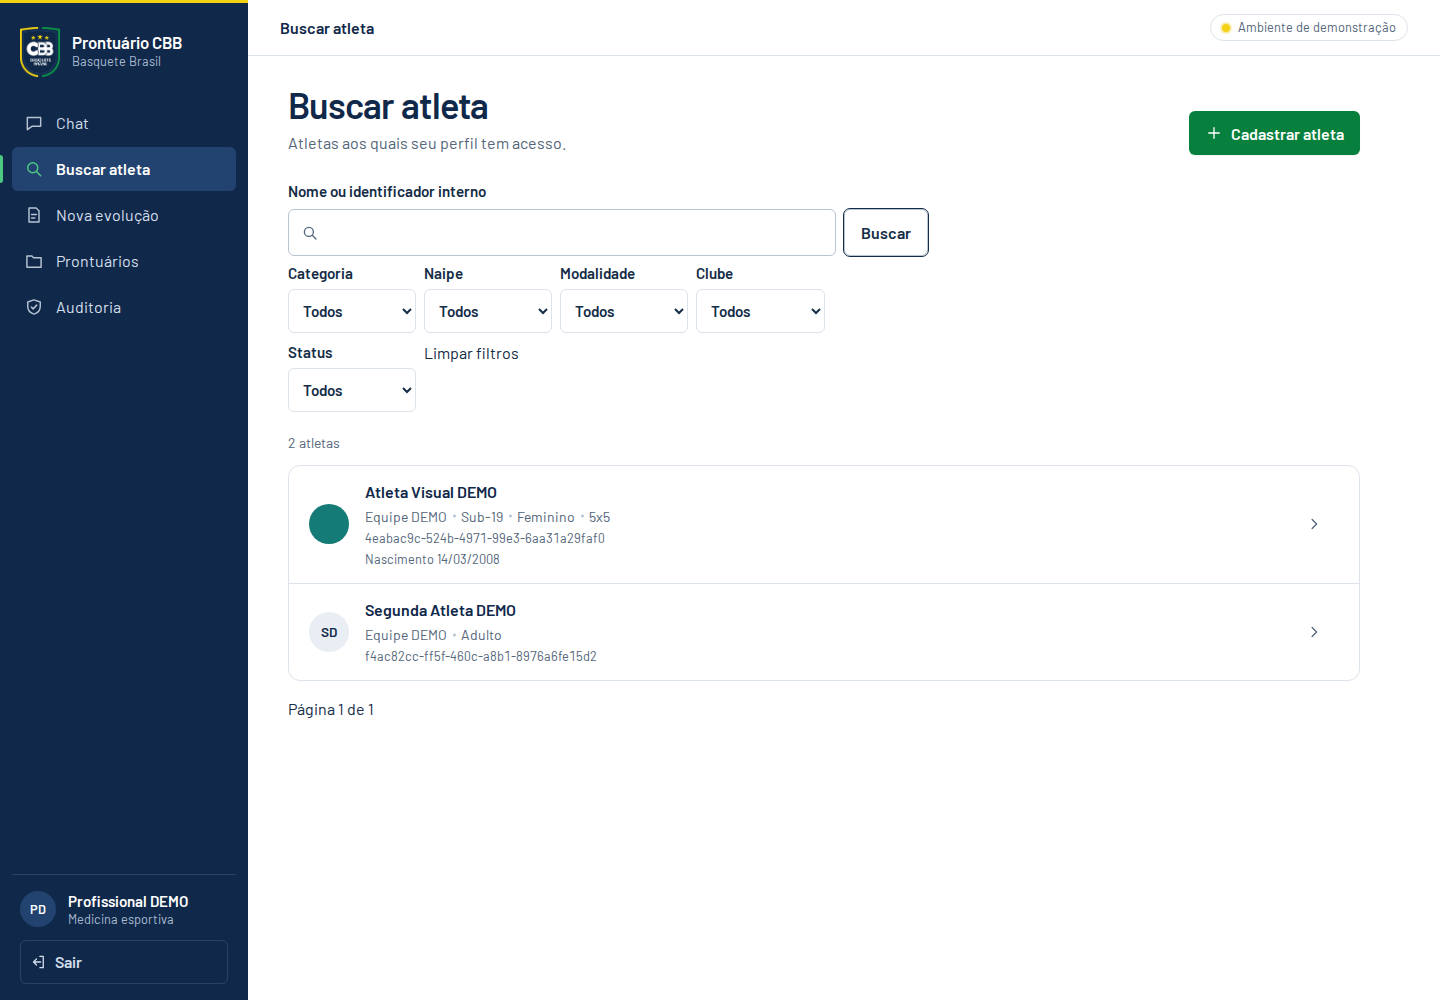 CBB
BASQUETE
BRASIL
Prontuário CBB
Basquete Brasil
Chat
Buscar atleta
Nova evolução
Prontuários
Auditoria
PD
Profissional DEMO
Medicina esportiva
Sair
Buscar atleta
Ambiente de demonstração
Buscar atleta
Atletas aos quais seu perfil tem acesso.
Cadastrar atleta
Nome ou identificador interno
Buscar
Categoria Naipe Modalidade Clube
Todos Todos Todos Todos
Status Limpar filtros
Todos
2 atletas
Atleta Visual DEMO
Equipe DEMO • Sub-19 • Feminino • 5x5
4eabac9c-524b-4971-99e3-6aa31a29faf0
Nascimento 14/03/2008
SD
Segunda Atleta DEMO
Equipe DEMO • Adulto
f4ac82cc-ff5f-460c-a8b1-8976a6fe15d2
Página 1 de 1